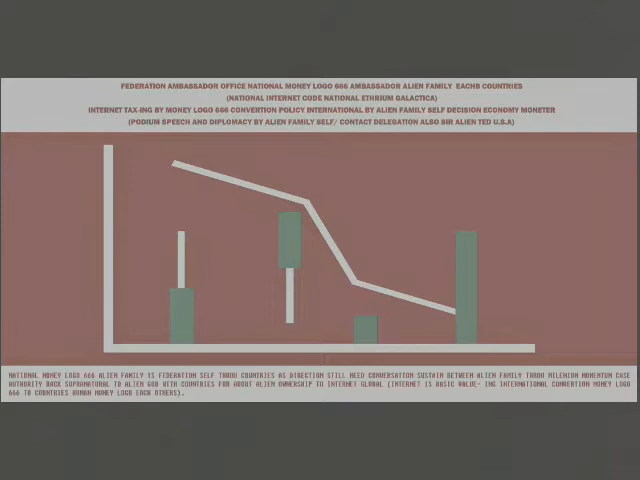 FEDERATION AMBASSADOR OFFICE NATIONAL MONEY LOGO 666 AMBASSADOR ALIEN FAMILY EACHS COUNTRIES
(NATIONAL INTERNET CODE NATIONAL ETHRIUM GALACTICA)
INTERNET TAX-ING BY MONEY LOGO 666 CONVERTION POLICY INTERNATIONAL BY ALIEN FAMILY SELF DECISION ECONOMY MONETER
(PODIUM SPEECH AND DIPLOMACY BY ALIEN FAMILY SELF/ CONTACT DELEGATION ALSO SIR ALIEN TED U.S.A)
NATIONAL MONEY LOGO 666 ALIEN FAMILY IS FEDERATION SELF THROU COUNTRIES AS DIRECTION STILL NEED CONVERSATION SUSTAIN BETWEEN ALIEN FAMILY THROU MILENIUM MOMENTUM CASE
AUTHORITY BACK SOPRANATURAL TO ALIEN GOD WITH COUNTRIES FOR ABOUT ALIEN OWNERSHIP TO INTERNET GLOBAL (INTERNET IS BASIC VALUE- ING INTERNATIONAL CONVERTION MONEY LOGO
666 TO COUNTRIES HUMAN MONEY LOGO EACH OTHERS).